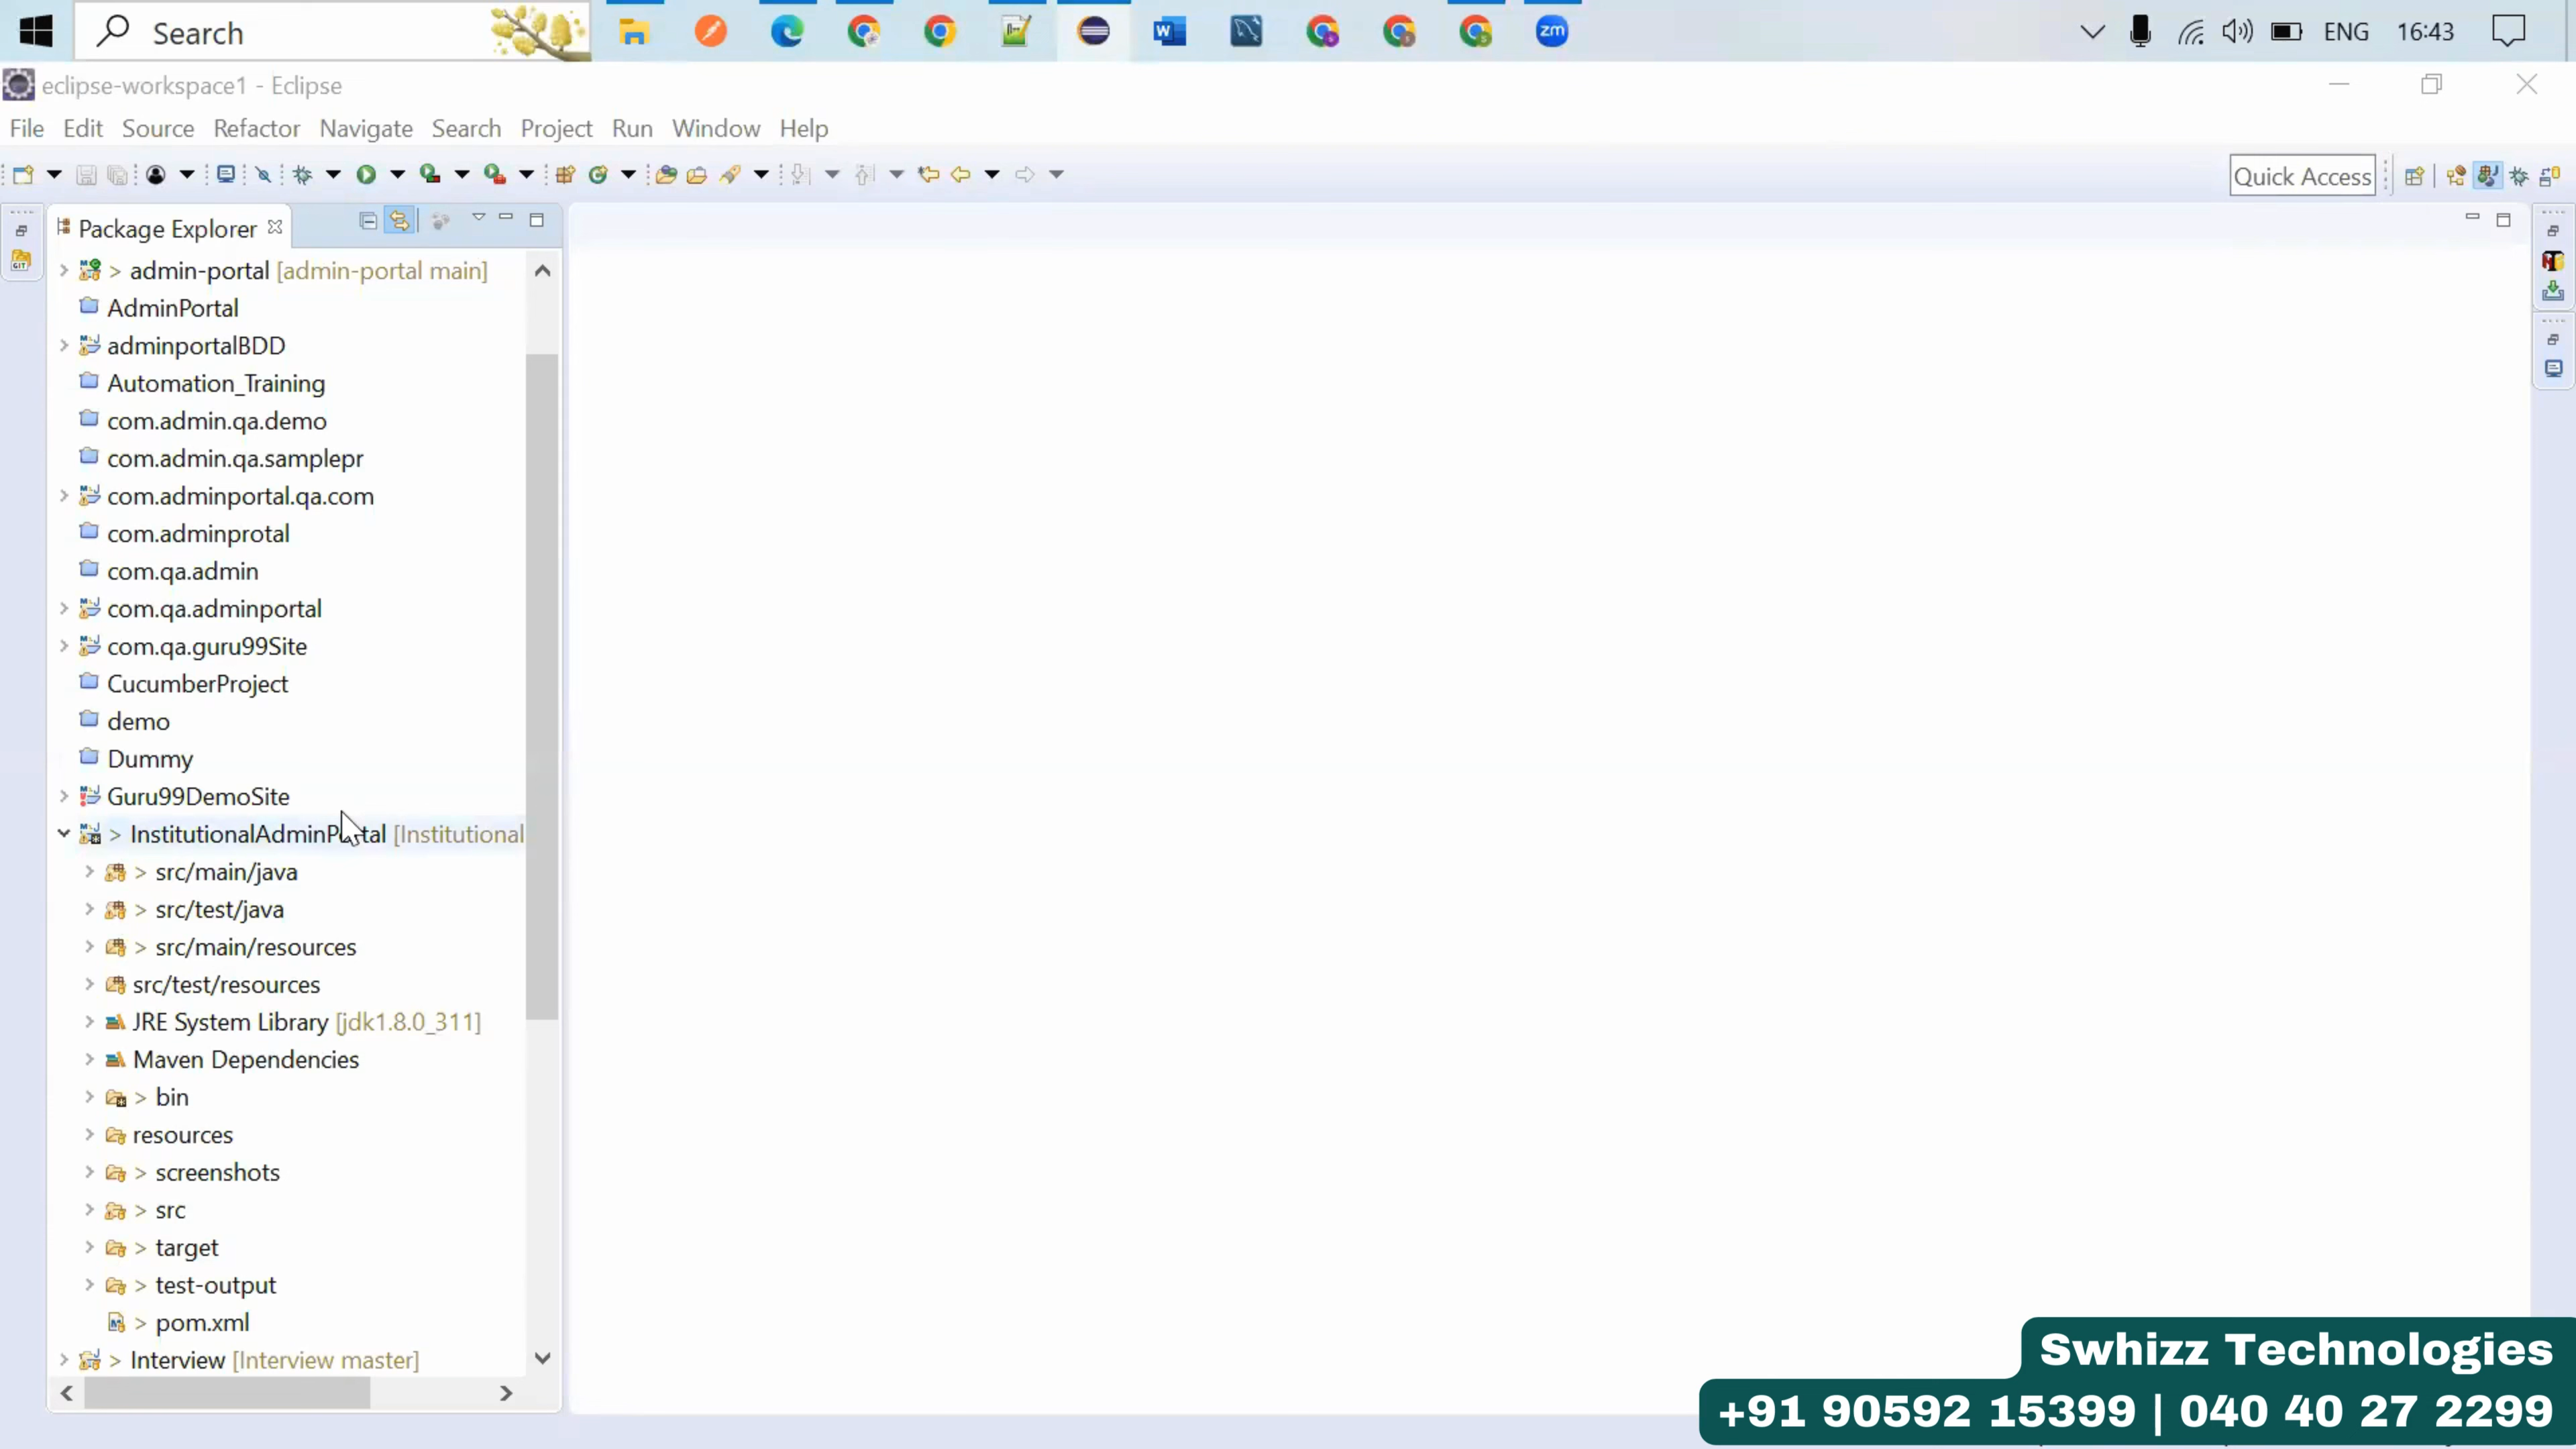 Search
zm
ENG
16:43
eclipse-workspace1 - Eclipse
File Edit Source Refactor Navigate Search Project Run Window Help
Quick Access
Package Explorer
> admin-portal [admin-portal main]
AdminPortal
adminportalBDD
Automation_Training
com.admin.qa.demo
com.admin.qa.samplepr
com.adminportal.qa.com
com.adminprotal
com.qa.admin
com.qa.adminportal
com.qa.guru99Site
CucumberProject
demo
Dummy
Guru99DemoSite
> InstitutionalAdminPortal [Institutional
> src/main/java
> src/test/java
> src/main/resources
src/test/resources
JRE System Library [jdk1.8.0_311]
Maven Dependencies
> bin
resources
> screenshots
> src
> target
> test-output
> pom.xml
> Interview [Interview master]
Swhizz Technologies
+91 90592 15399 | 040 40 27 2299